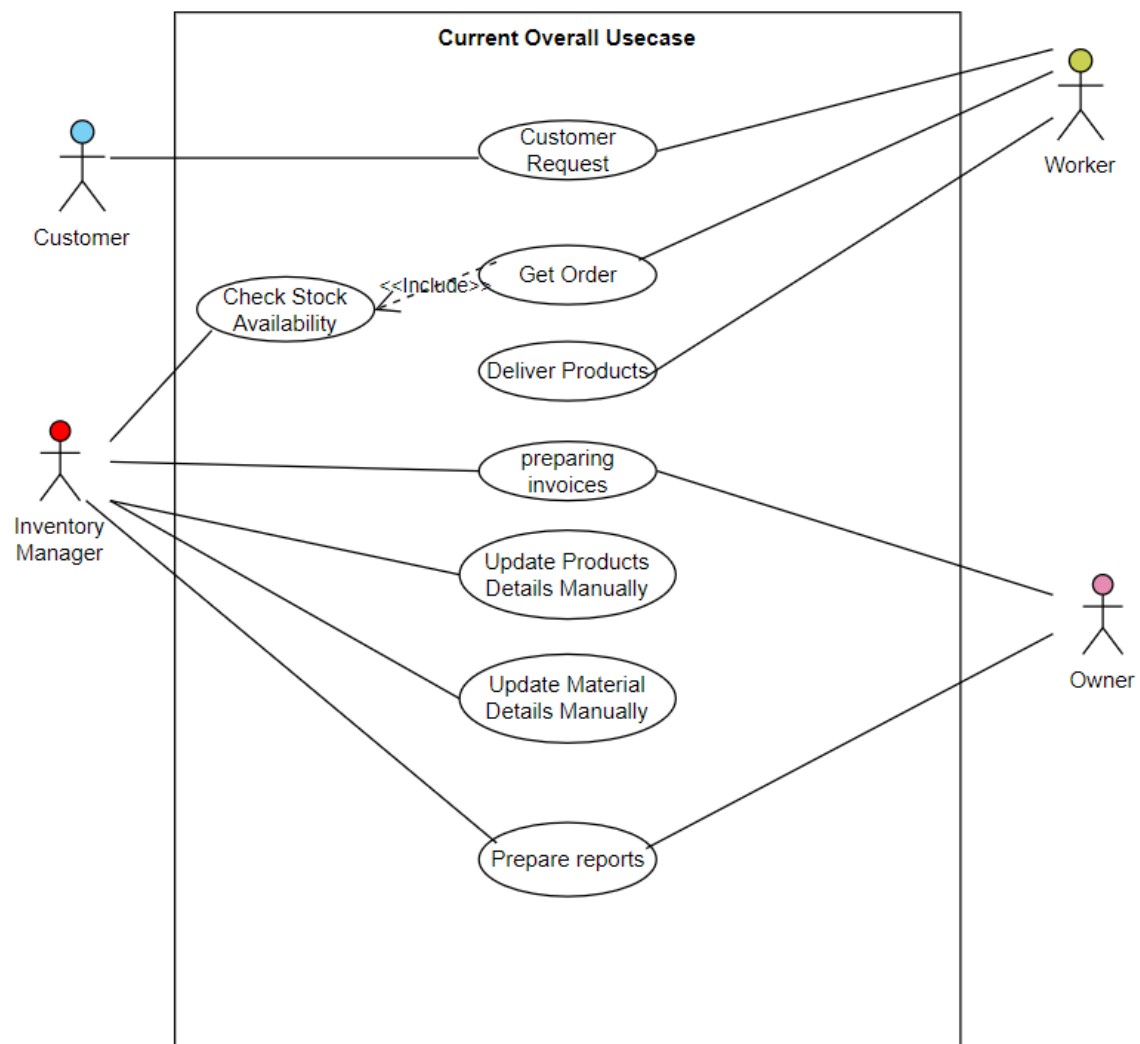 Current Overall Usecase
Customer
Request
Worker
Customer
Get Order
<<Include>>
Check Stock
Availability
Deliver Products
preparing
invoices
Inventory
Manager
Update Products
Details Manually
Owner
Update Material
Details Manually
Prepare reports